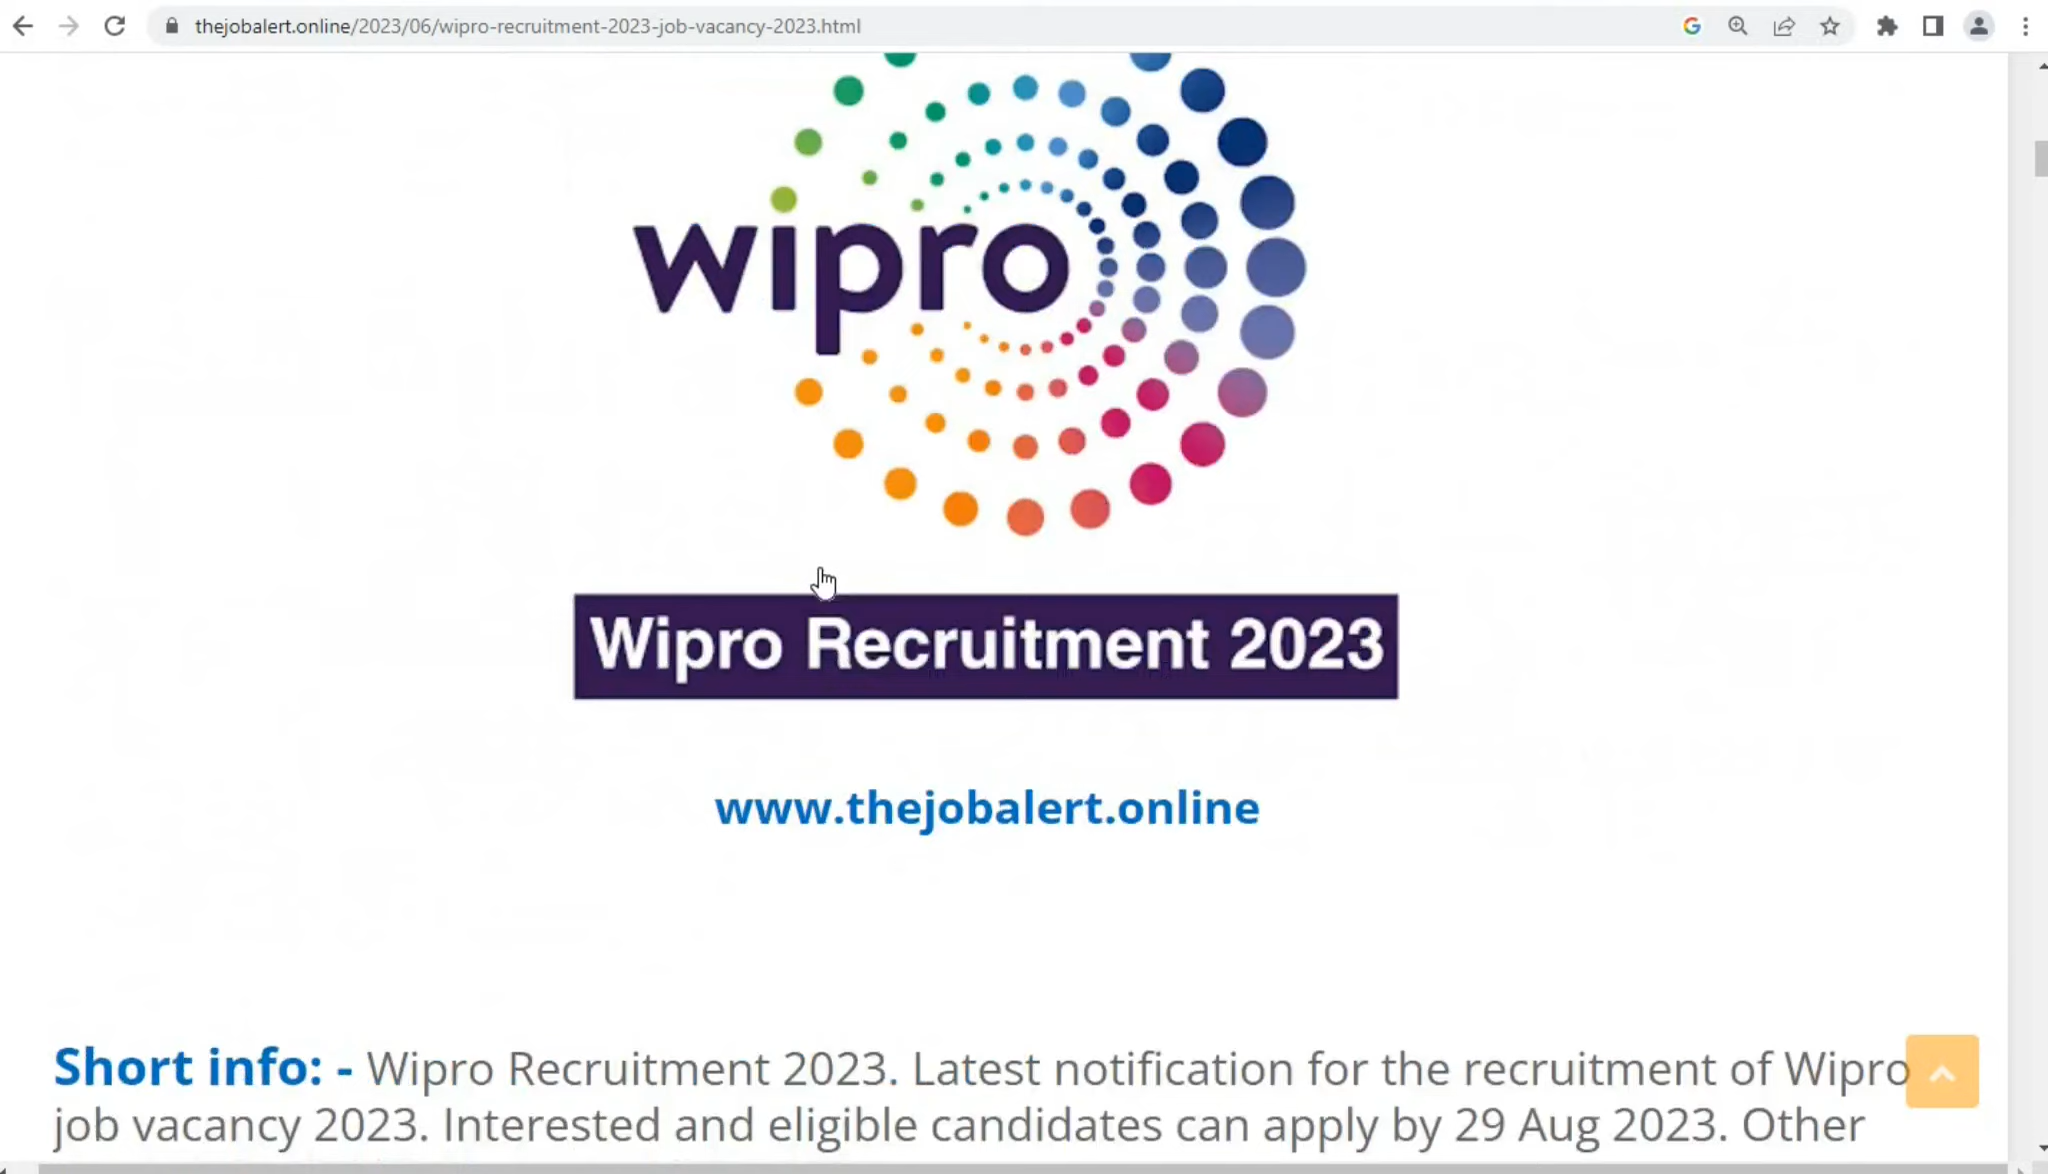 thejobalert.online/2023/06/wipro-recruitment-2023-job-vacancy-2023.html
wipro
Wipro Recruitment 2023
www.thejobalert.online
Short info: - Wipro Recruitment 2023. Latest notification for the recruitment of Wipro
job vacancy 2023. Interested and eligible candidates can apply by 29 Aug 2023. Other